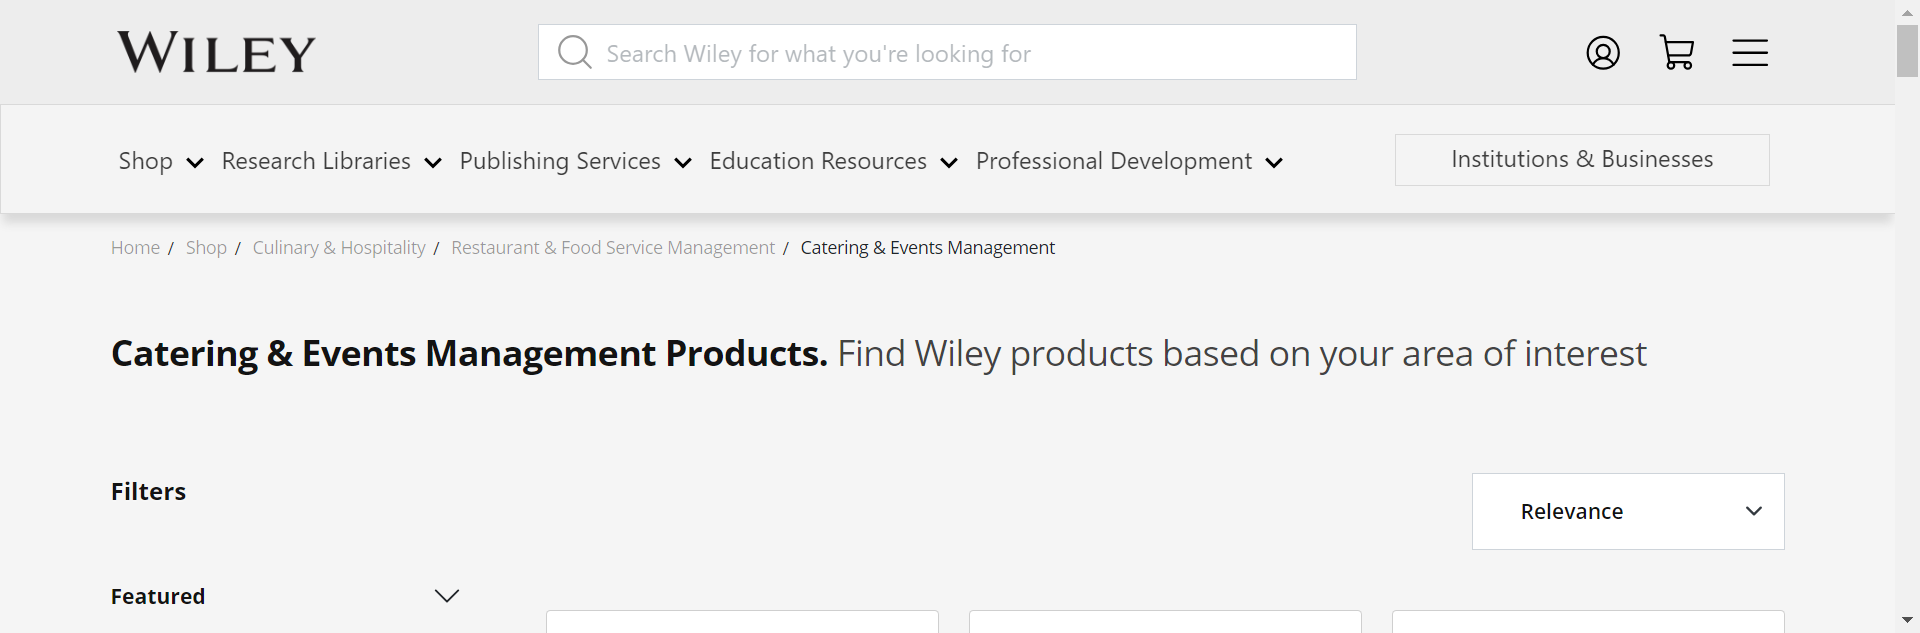 WILEY
Search Wiley for what you're looking for
Shop Research Libraries Publishing Services Education Resources Professional Development Institutions & Businesses
Home / Shop / Culinary & Hospitality / Restaurant & Food Service Management / Catering & Events Management
Catering & Events Management Products. Find Wiley products based on your area of interest
Filters
Relevance
Featured